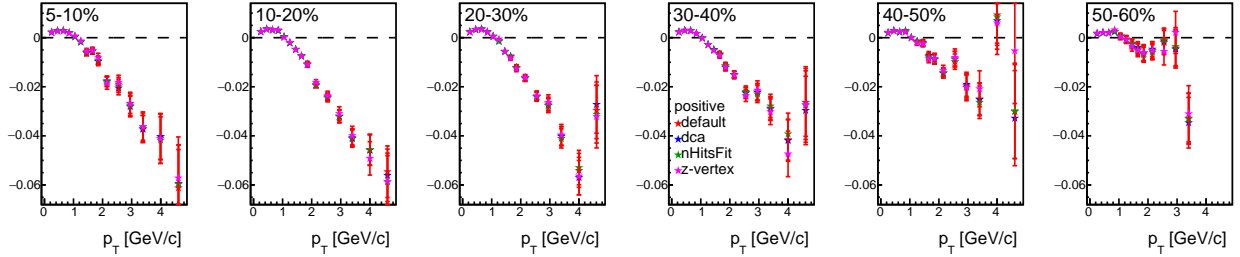 5-10%
10-20%
20-30%
30-40%
40-50%
50-60%
0
−0.02
−0.04
−0.06
0 1 2 3 4
p_T [GeV/c]
0
−0.02
−0.04
−0.06
0 1 2 3 4
p_T [GeV/c]
0
−0.02
−0.04
−0.06
0 1 2 3 4
p_T [GeV/c]
0
−0.02
−0.04
−0.06
positive
default
dca
nHitsFit
z-vertex
0 1 2 3 4
p_T [GeV/c]
0
−0.02
−0.04
−0.06
0 1 2 3 4
p_T [GeV/c]
0
−0.02
−0.04
−0.06
0 1 2 3 4
p_T [GeV/c]